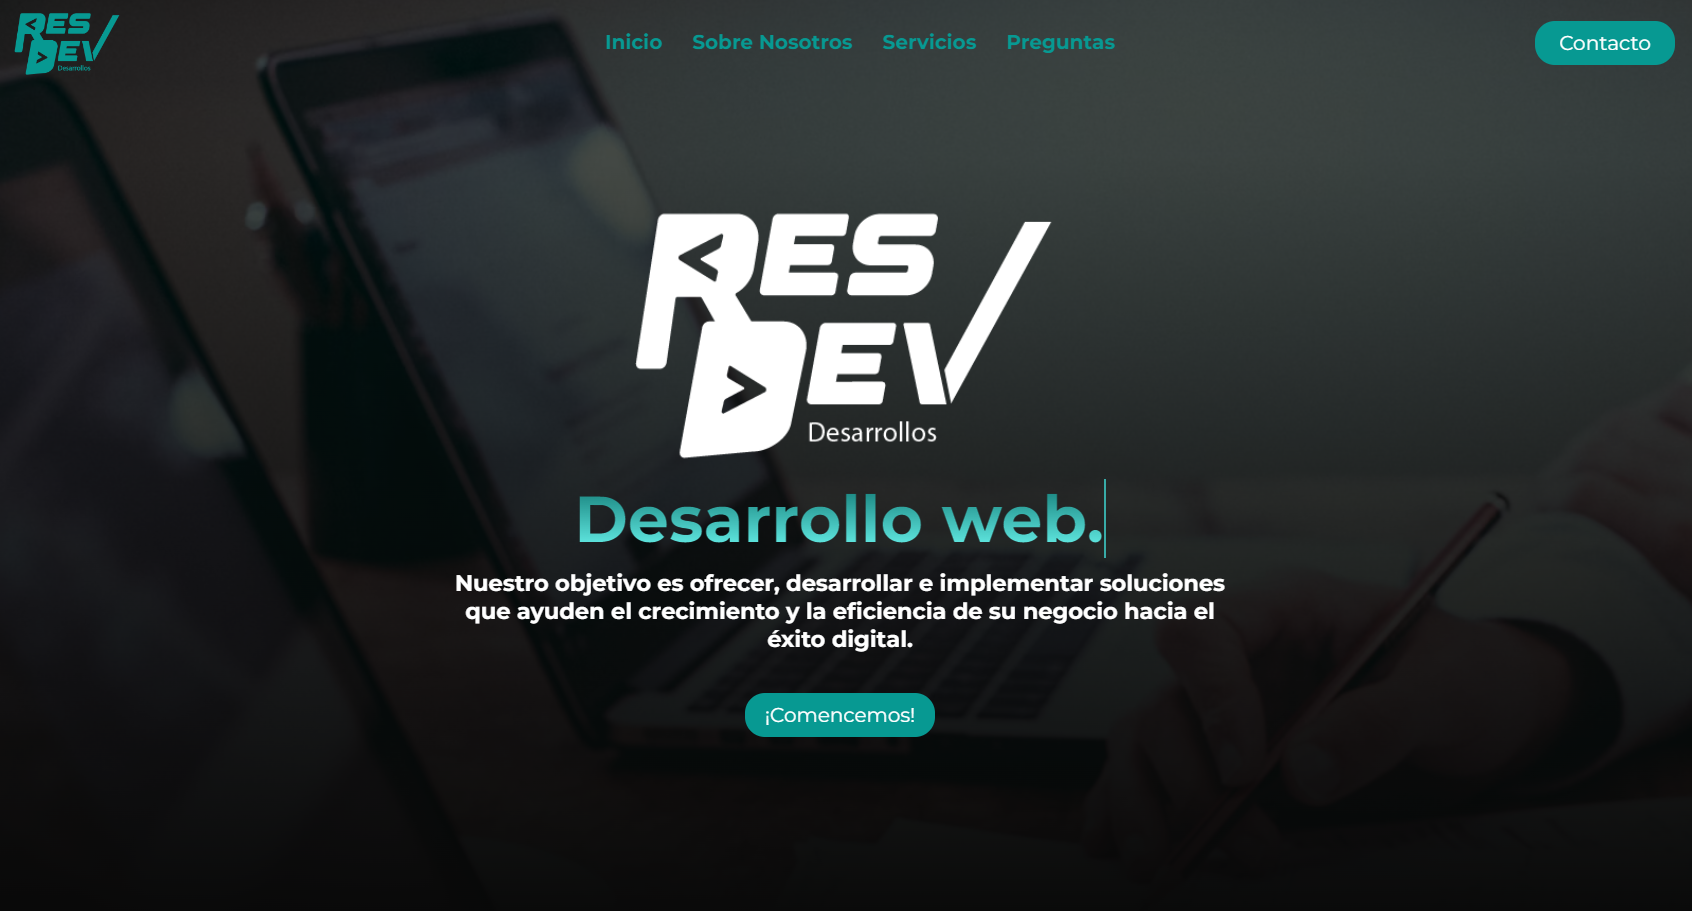 RES
DEV
Desarrollos
Inicio
Sobre Nosotros
Servicios
Preguntas
Contacto
RES
DEV
Desarrollos
Desarrollo web.
Nuestro objetivo es ofrecer, desarrollar e implementar soluciones
que ayuden el crecimiento y la eficiencia de su negocio hacia el
éxito digital.
¡Comencemos!